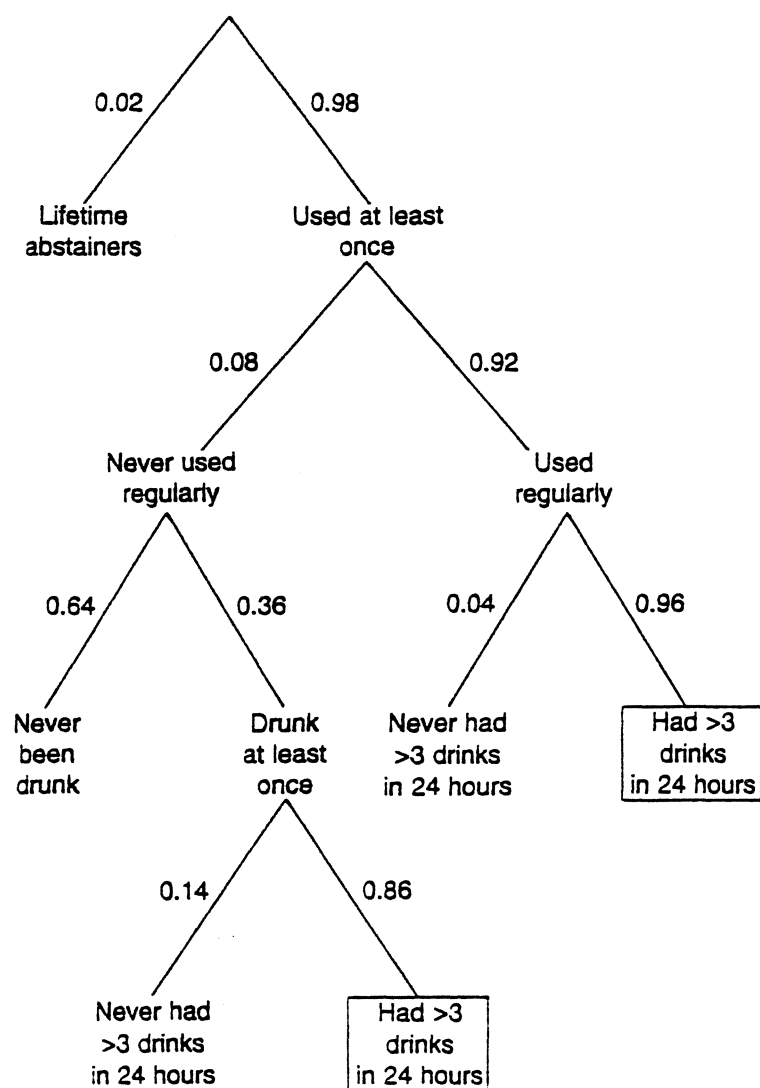 0.02
0.98
Lifetime
abstainers
Used at least
once
0.08
0.92
Never used
regularly
Used
regularly
0.64
0.36
0.04
0.96
Never
been
drunk
Drunk
at least
once
Never had
>3 drinks
in 24 hours
Had >3
drinks
in 24 hours
0.14
0.86
Never had
>3 drinks
in 24 hours
Had >3
drinks
in 24 hours